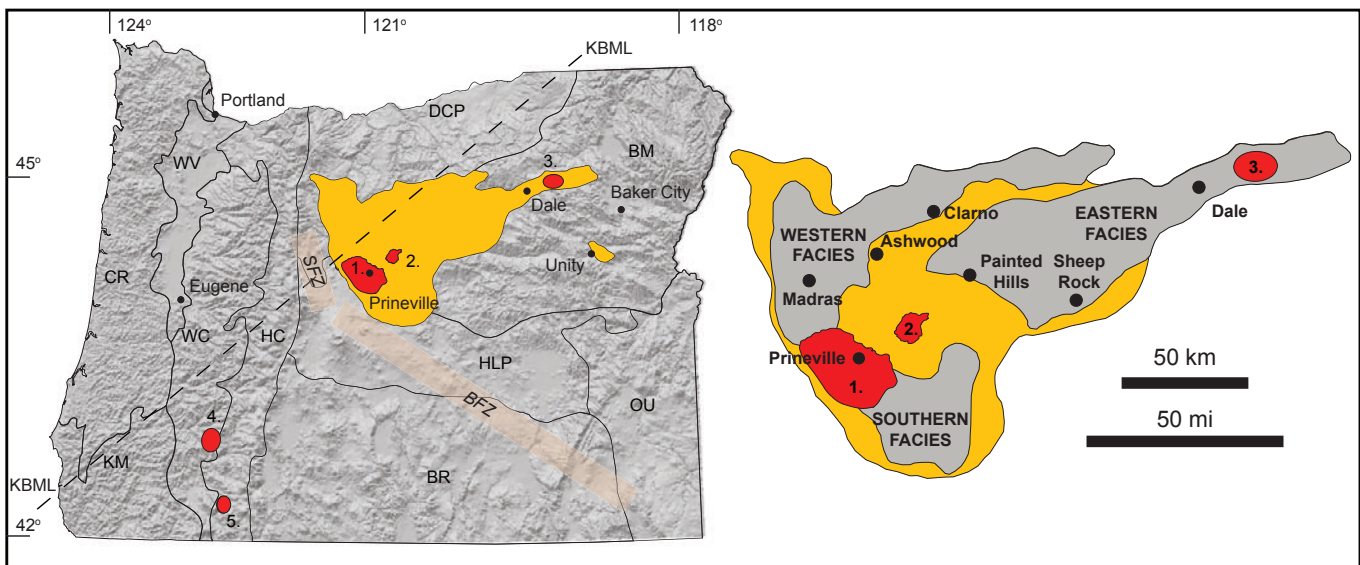 124°
121°
118°
KBML
Portland
DCP
WV
45°
3.
BM
Dale
Baker City
SFZ
1.
2.
Unity
CR
Eugene
Prineville
WC
HC
HLP
BFZ
OU
4.
KM
BR
KBML
5.
42°
3.
Clarno
Dale
EASTERN
FACIES
WESTERN
FACIES
Ashwood
Painted
Hills
Sheep
Rock
Madras
2.
Prineville
1.
50 km
SOUTHERN
FACIES
50 mi